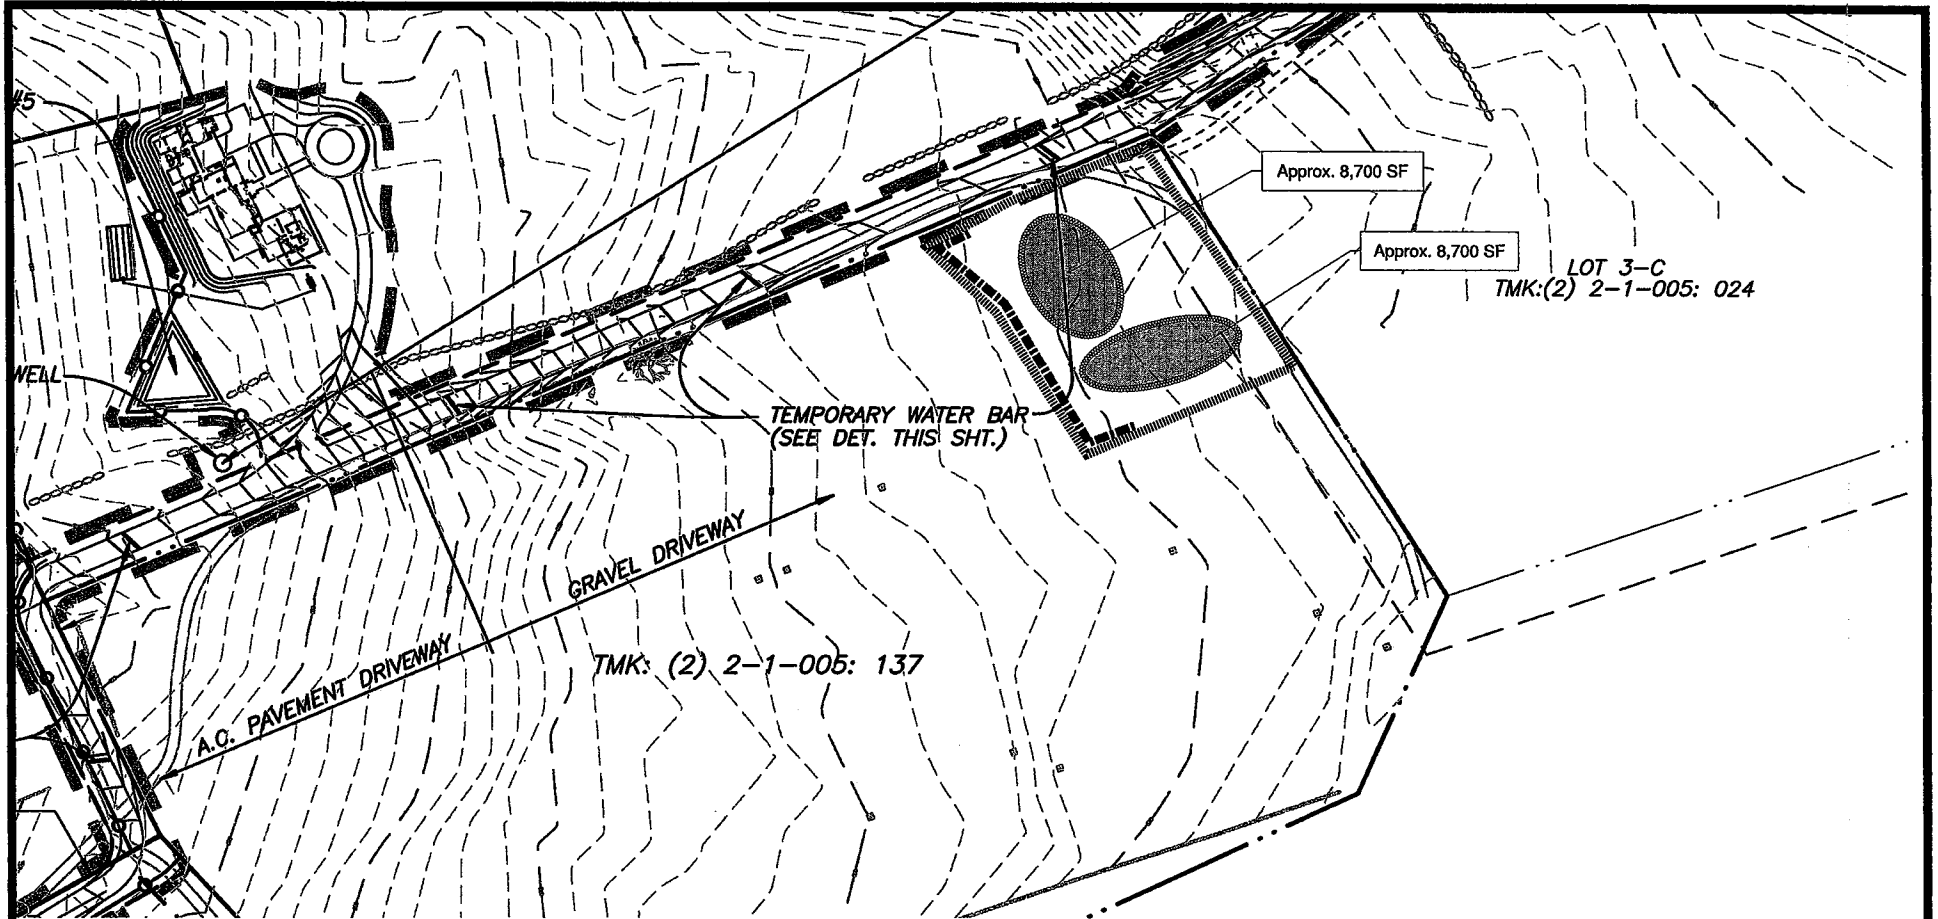 45
Approx. 8,700 SF
Approx. 8,700 SF
LOT 3-C
TMK:(2) 2-1-005: 024
WELL
TEMPORARY WATER BAR
(SEE DET. THIS SHT.)
GRAVEL DRIVEWAY
A.C. PAVEMENT DRIVEWAY
TMK: (2) 2-1-005: 137